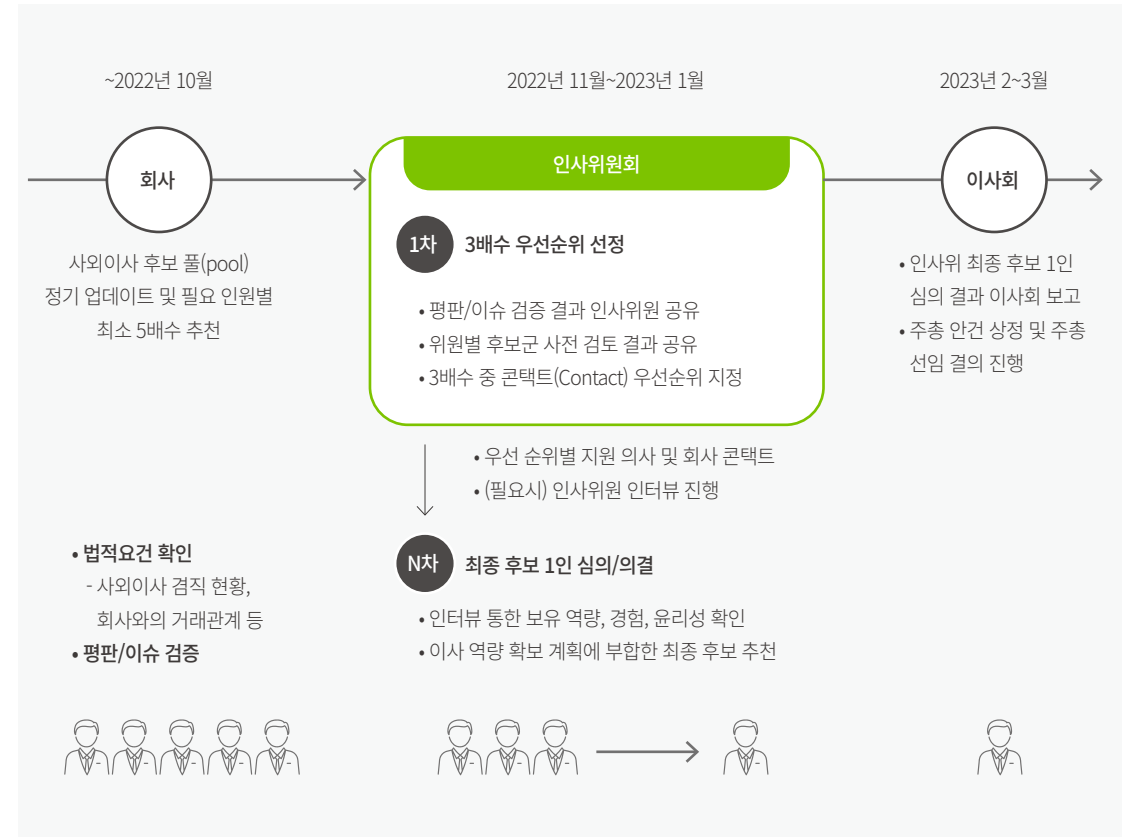 ~2022년 10월
회사
사외이사 후보 풀(pool)
정기 업데이트 및 필요 인원별
최소 5배수 추천
• 법적요건 확인
- 사외이사 겸직 현황,
회사와의 거래관계 등
• 평판/이슈 검증
2022년 11월~2023년 1월
인사위원회
1차 3배수 우선순위 선정
• 평판/이슈 검증 결과 인사위원 공유
• 위원별 후보군 사전 검토 결과 공유
• 3배수 중 콘택트(Contact) 우선순위 지정
• 우선 순위별 지원 의사 및 회사 콘택트
• (필요시) 인사위원 인터뷰 진행
N차 최종 후보 1인 심의/의결
• 인터뷰 통한 보유 역량, 경험, 윤리성 확인
• 이사 역량 확보 계획에 부합한 최종 후보 추천
2023년 2~3월
이사회
• 인사위 최종 후보 1인
심의 결과 이사회 보고
• 주총 안건 상정 및 주총
선임 결의 진행